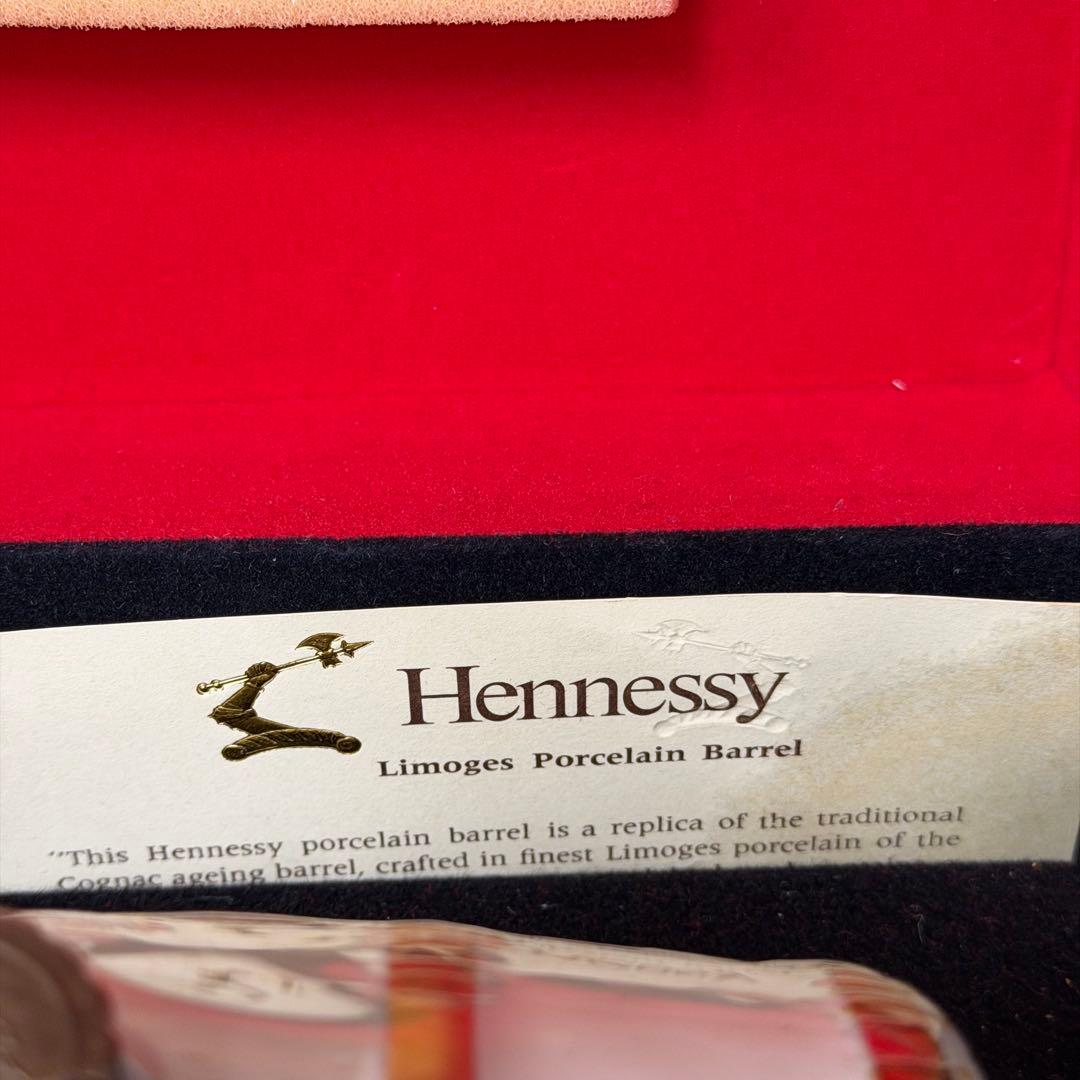 Hennessy
Limoges Porcelain Barrel
“This Hennessy porcelain barrel is a replica of the traditional
Cognac ageing barrel, crafted in finest Limoges porcelain of the